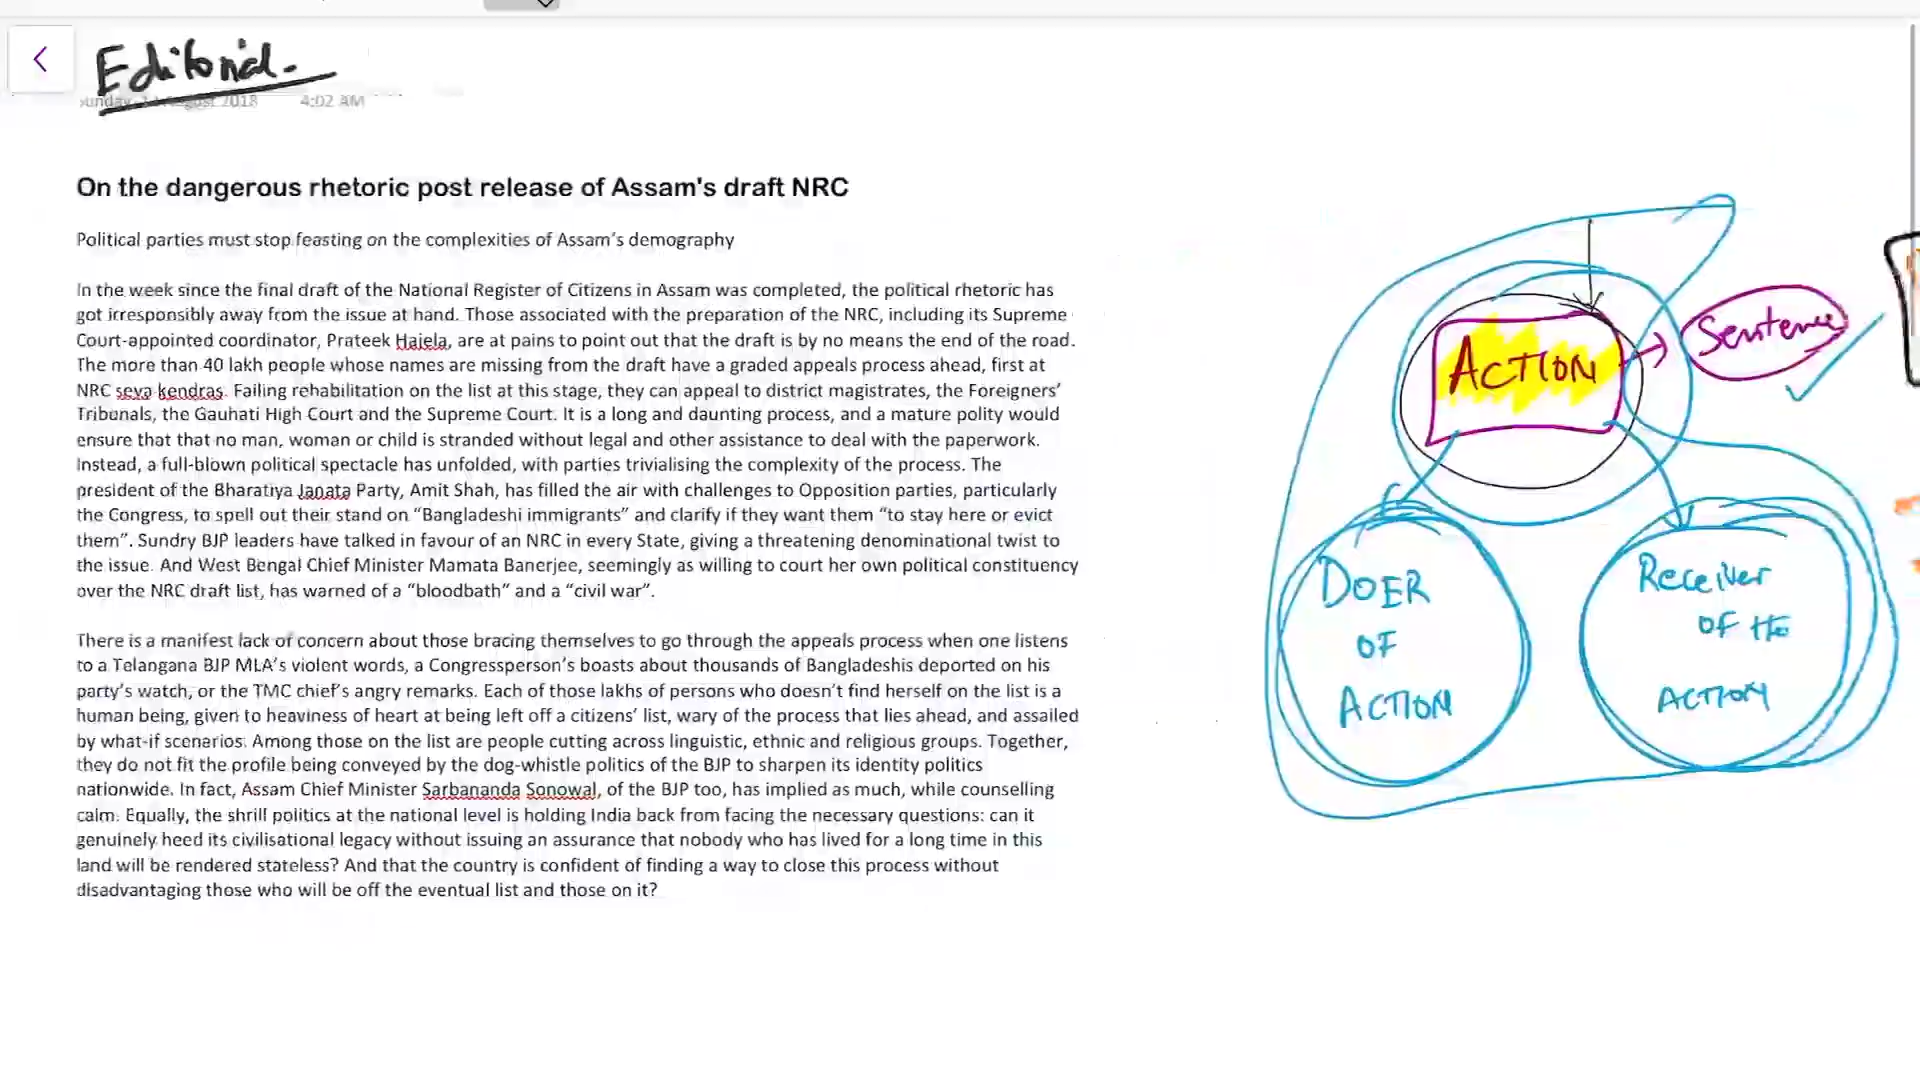 Editorial.
Sunday, August 2018 4:02 AM
On the dangerous rhetoric post release of Assam's draft NRC
Political parties must stop feasting on the complexities of Assam's demography
In the week since the final draft of the National Register of Citizens in Assam was completed, the political rhetoric has
got irresponsibly away from the issue at hand. Those associated with the preparation of the NRC, including its Supreme
Court-appointed coordinator, Prateek Hajela, are at pains to point out that the draft is by no means the end of the road.
The more than 40 lakh people whose names are missing from the draft have a graded appeals process ahead, first at
NRC seva kendras. Failing rehabilitation on the list at this stage, they can appeal to district magistrates, the Foreigners'
Tribunals, the Gauhati High Court and the Supreme Court. It is a long and daunting process, and a mature polity would
ensure that that no man, woman or child is stranded without legal and other assistance to deal with the paperwork.
Instead, a full-blown political spectacle has unfolded, with parties trivialising the complexity of the process. The
president of the Bharatiya Janata Party, Amit Shah, has filled the air with challenges to Opposition parties, particularly
the Congress, to spell out their stand on “Bangladeshi immigrants” and clarify if they want them “to stay here or evict
them”. Sundry BJP leaders have talked in favour of an NRC in every State, giving a threatening denominational twist to
the issue. And West Bengal Chief Minister Mamata Banerjee, seemingly as willing to court her own political constituency
over the NRC draft list, has warned of a “bloodbath” and a “civil war”.
There is a manifest lack of concern about those bracing themselves to go through the appeals process when one listens
to a Telangana BJP MLA's violent words, a Congressperson's boasts about thousands of Bangladeshis deported on his
party's watch, or the TMC chief's angry remarks. Each of those lakhs of persons who doesn't find herself on the list is a
human being, given to heaviness of heart at being left off a citizens' list, wary of the process that lies ahead, and assailed
by what-if scenarios. Among those on the list are people cutting across linguistic, ethnic and religious groups. Together,
they do not fit the profile being conveyed by the dog-whistle politics of the BJP to sharpen its identity politics
nationwide. In fact, Assam Chief Minister Sarbananda Sonowal, of the BJP too, has implied as much, while counselling
calm. Equally, the shrill politics at the national level is holding India back from facing the necessary questions: can it
genuinely heed its civilisational legacy without issuing an assurance that nobody who has lived for a long time in this
land will be rendered stateless? And that the country is confident of finding a way to close this process without
disadvantaging those who will be off the eventual list and those on it?
ACTION
Sentence
DOER
OF
ACTION
Receiver
OF the
ACTION